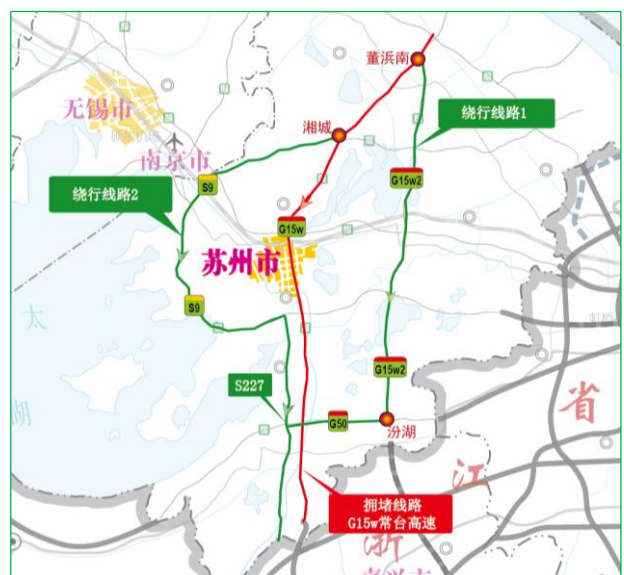 董浜南
无锡市
湘城
绕行线路1
南京市
S9
G15w2
绕行线路2
G15w
苏州市
太
S9
湖
G15w2
S227
省
G50
汾湖
江
拥堵线路
G15w常台高速
浙